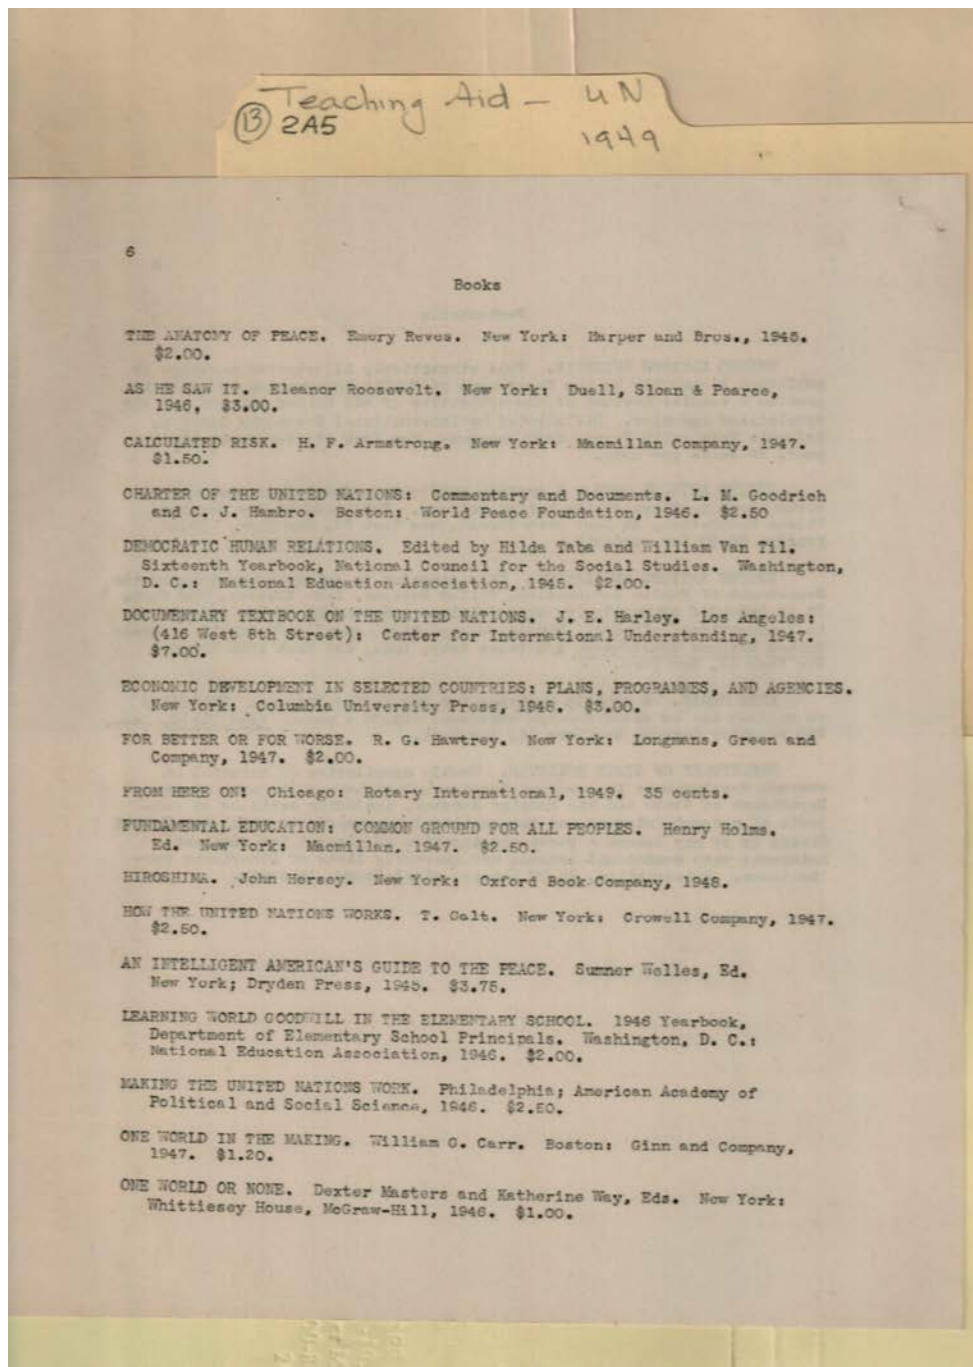 Teaching Aid — UN
13 2A5
1949
6
Books
THE ANATOMY OF PEACE. Emery Reves. New York: Harper and Bros., 1945.
$2.00.
AS HE SAW IT. Eleanor Roosevelt. New York: Duell, Sloan & Pearce,
1946. $3.00.
CALCULATED RISK. H. F. Armstrong. New York: Macmillan Company, 1947.
$1.50.
CHARTER OF THE UNITED NATIONS: Commentary and Documents. L. M. Goodrich
and C. J. Hambro. Boston: World Peace Foundation, 1946. $2.50
DEMOCRATIC HUMAN RELATIONS. Edited by Hilda Taba and William Van Til.
Sixteenth Yearbook, National Council for the Social Studies. Washington,
D. C.: National Education Association, 1945. $2.00.
DOCUMENTARY TEXTBOOK ON THE UNITED NATIONS. J. E. Harley. Los Angeles:
(416 West 8th Street): Center for International Understanding, 1947.
$7.00.
ECONOMIC DEVELOPMENT IN SELECTED COUNTRIES: PLANS, PROGRAMMES, AND AGENCIES.
New York: Columbia University Press, 1948. $3.00.
FOR BETTER OR FOR WORSE. R. G. Hawtrey. New York: Longmans, Green and
Company, 1947. $2.00.
FROM HERE ON! Chicago: Rotary International, 1949. 35 cents.
FUNDAMENTAL EDUCATION: COMMON GROUND FOR ALL PEOPLES. Henry Holms.
Ed. New York: Macmillan, 1947. $2.50.
HIROSHIMA. John Hersey. New York: Oxford Book Company, 1948.
HOW THE UNITED NATIONS WORKS. T. Galt. New York: Crowell Company, 1947.
$2.50.
AN INTELLIGENT AMERICAN'S GUIDE TO THE PEACE. Sumner Welles, Ed.
New York; Dryden Press, 1945. $3.75.
LEARNING WORLD GOODWILL IN THE ELEMENTARY SCHOOL. 1946 Yearbook,
Department of Elementary School Principals. Washington, D. C.:
National Education Association, 1946. $2.00.
MAKING THE UNITED NATIONS WORK. Philadelphia; American Academy of
Political and Social Science, 1946. $2.50.
ONE WORLD IN THE MAKING. William G. Carr. Boston: Ginn and Company,
1947. $1.20.
ONE WORLD OR NONE. Dexter Masters and Katherine Way, Eds. New York:
Whittlesey House, McGraw-Hill, 1946. $1.00.